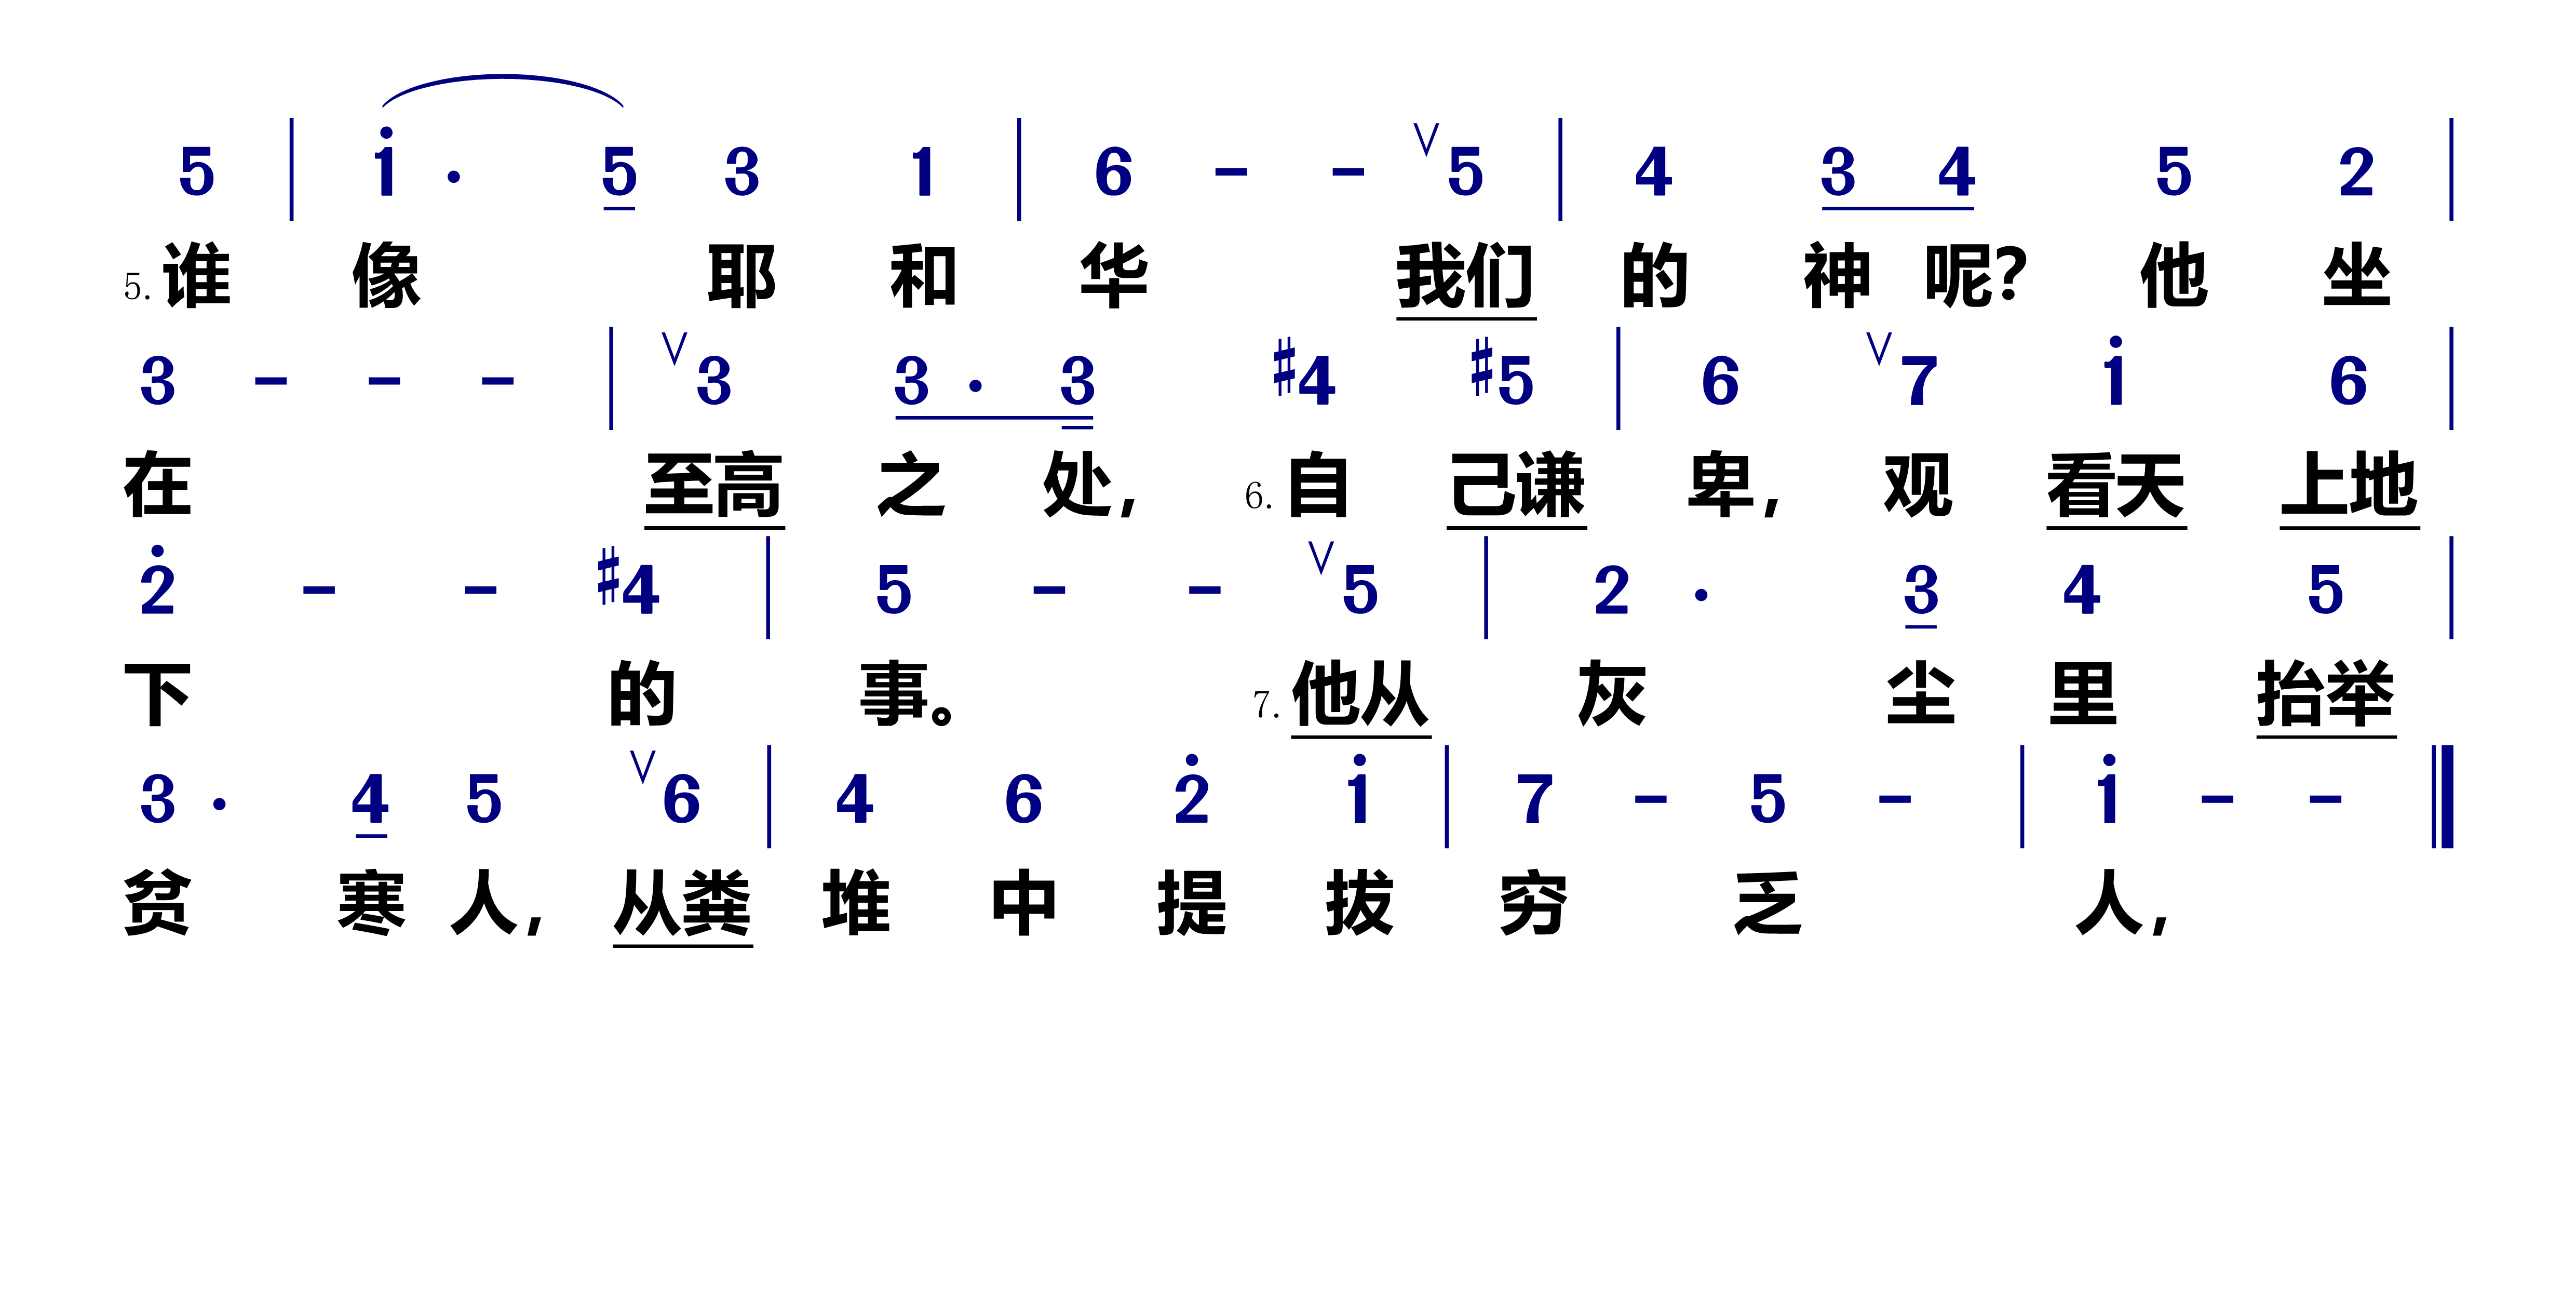 5 | i · 5 3 1 | 6 - - ∨5 | 4 3 4 5 2 |
5. 谁 像 耶 和 华 我们 的 神 呢? 他 坐
3 - - - | ∨3 3 · 3 #4 #5 | 6 ∨7 i 6 |
在 至高 之 处, 6. 自 己谦 卑, 观 看天 上地
2̇ - - #4 | 5 - - ∨5 | 2 · 3 4 5 |
下 的 事。 7. 他从 灰 尘 里 抬举
3 · 4 5 ∨6 | 4 6 2̇ i | 7 - 5 - | i - - ‖
贫 寒 人, 从粪 堆 中 提 拔 穷 乏 人,